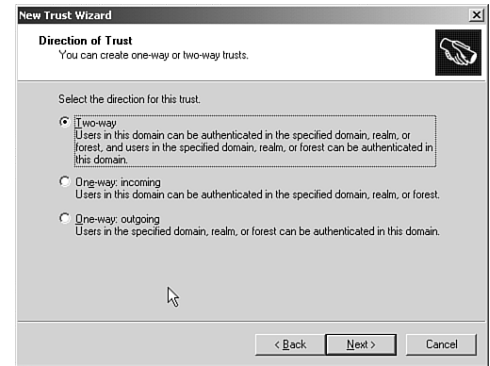 New Trust Wizard
Direction of Trust
You can create one-way or two-way trusts.
Select the direction for this trust.
Two-way
Users in this domain can be authenticated in the specified domain, realm, or
forest, and users in the specified domain, realm, or forest can be authenticated in
this domain.
One-way: incoming
Users in this domain can be authenticated in the specified domain, realm, or forest.
One-way: outgoing
Users in the specified domain, realm, or forest can be authenticated in this domain.
< Back Next > Cancel